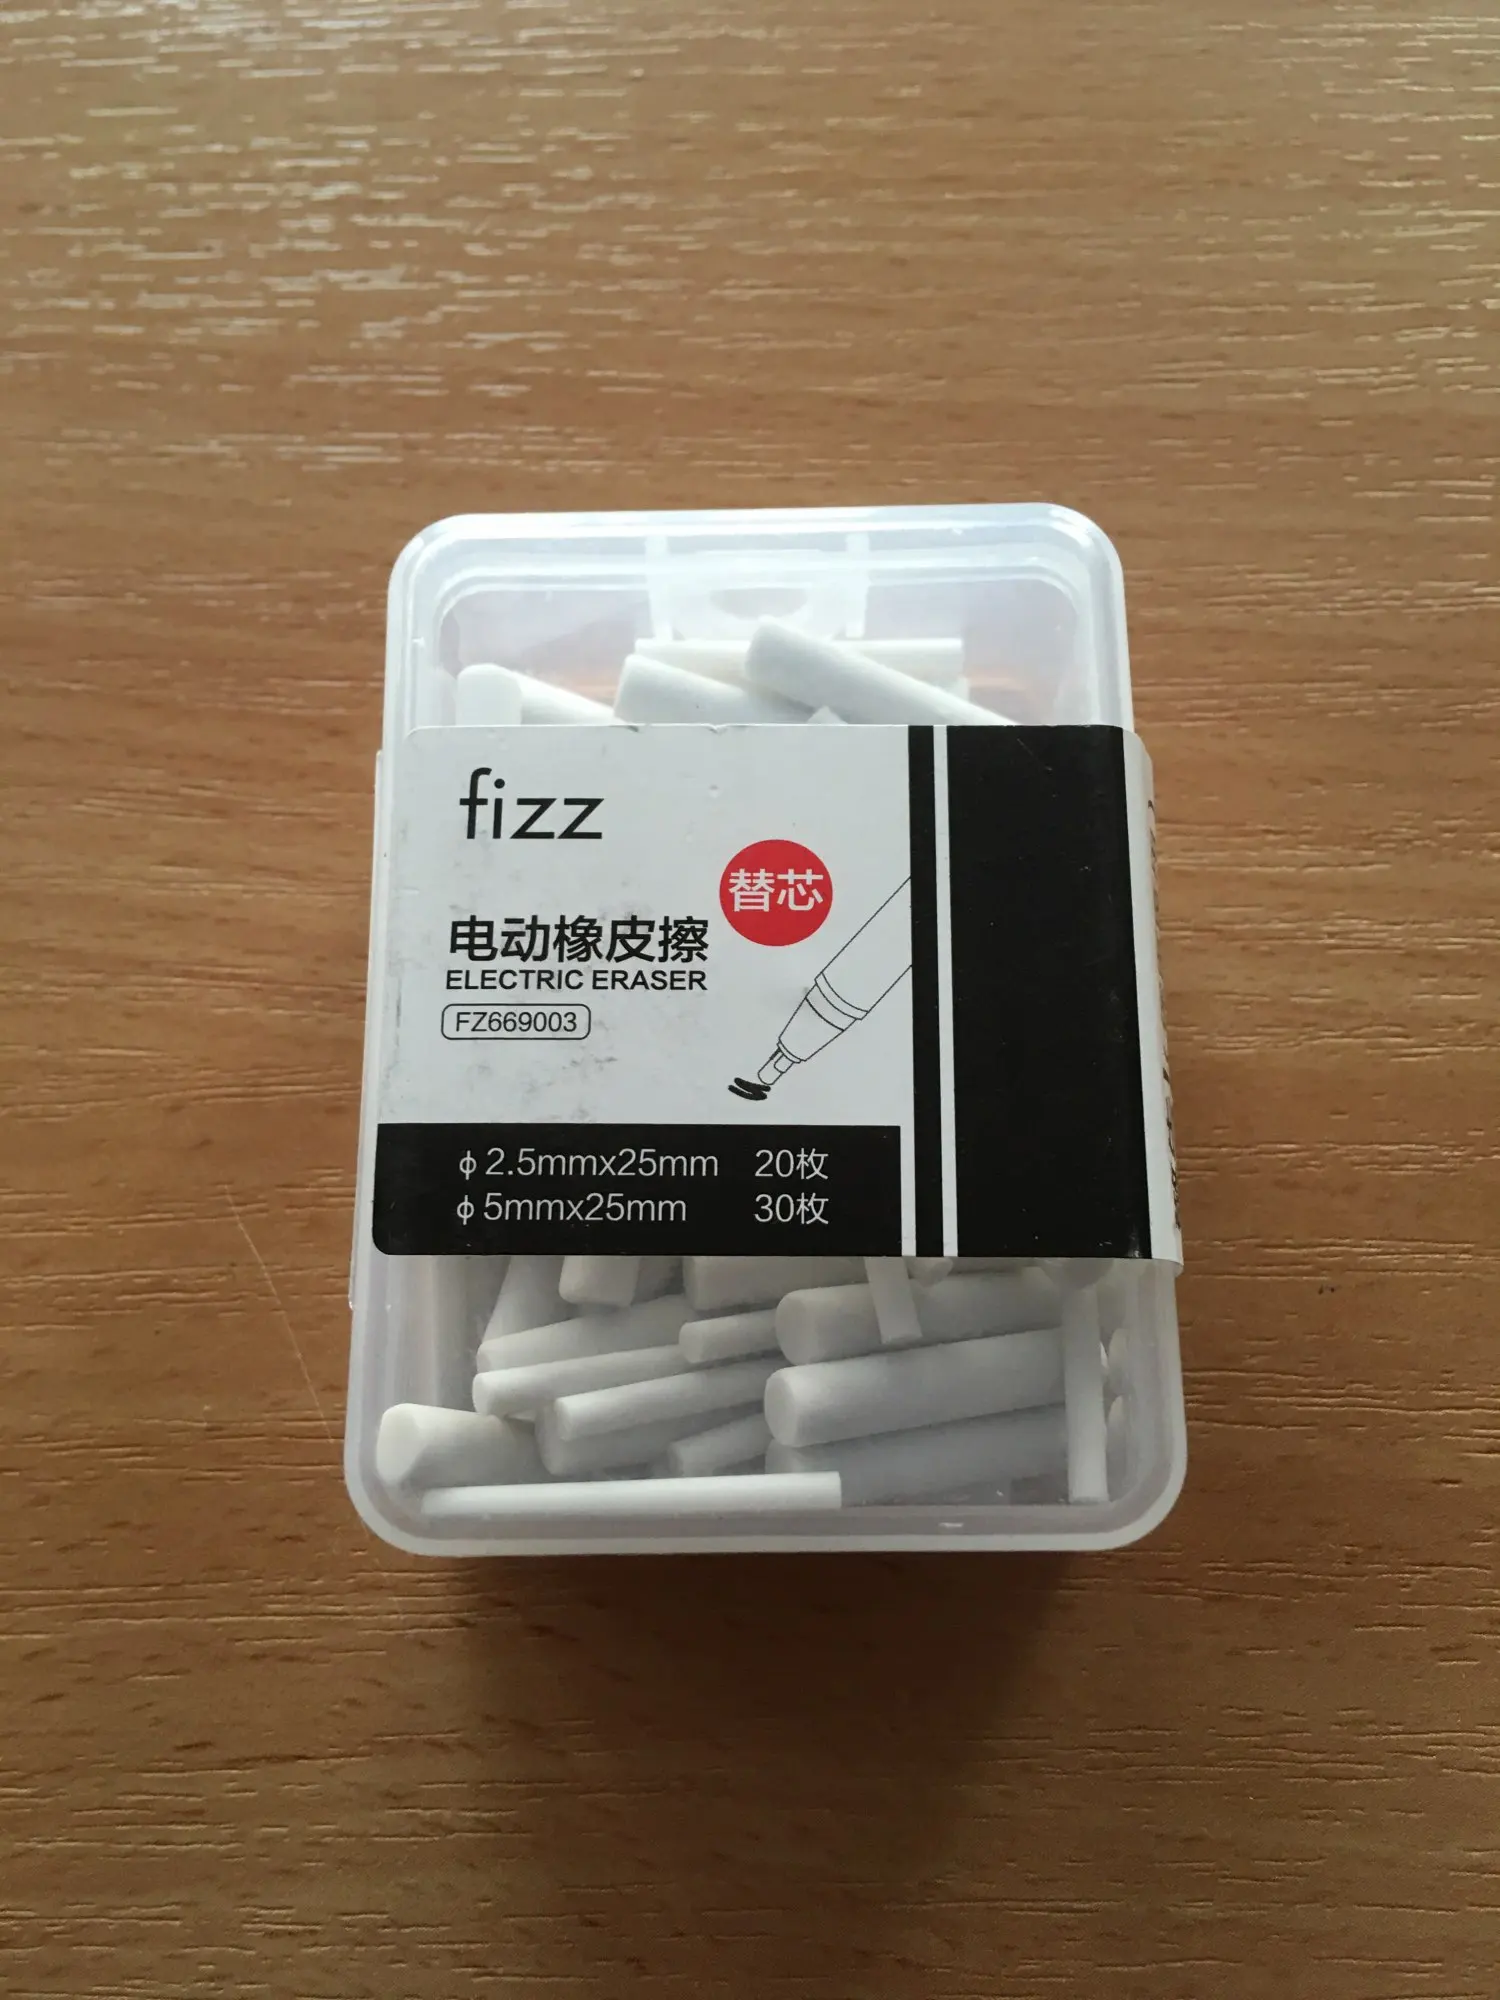 fizz
替芯
电动橡皮擦
ELECTRIC ERASER
FZ669003
ϕ 2.5mmx25mm 20枚
ϕ 5mmx25mm 30枚